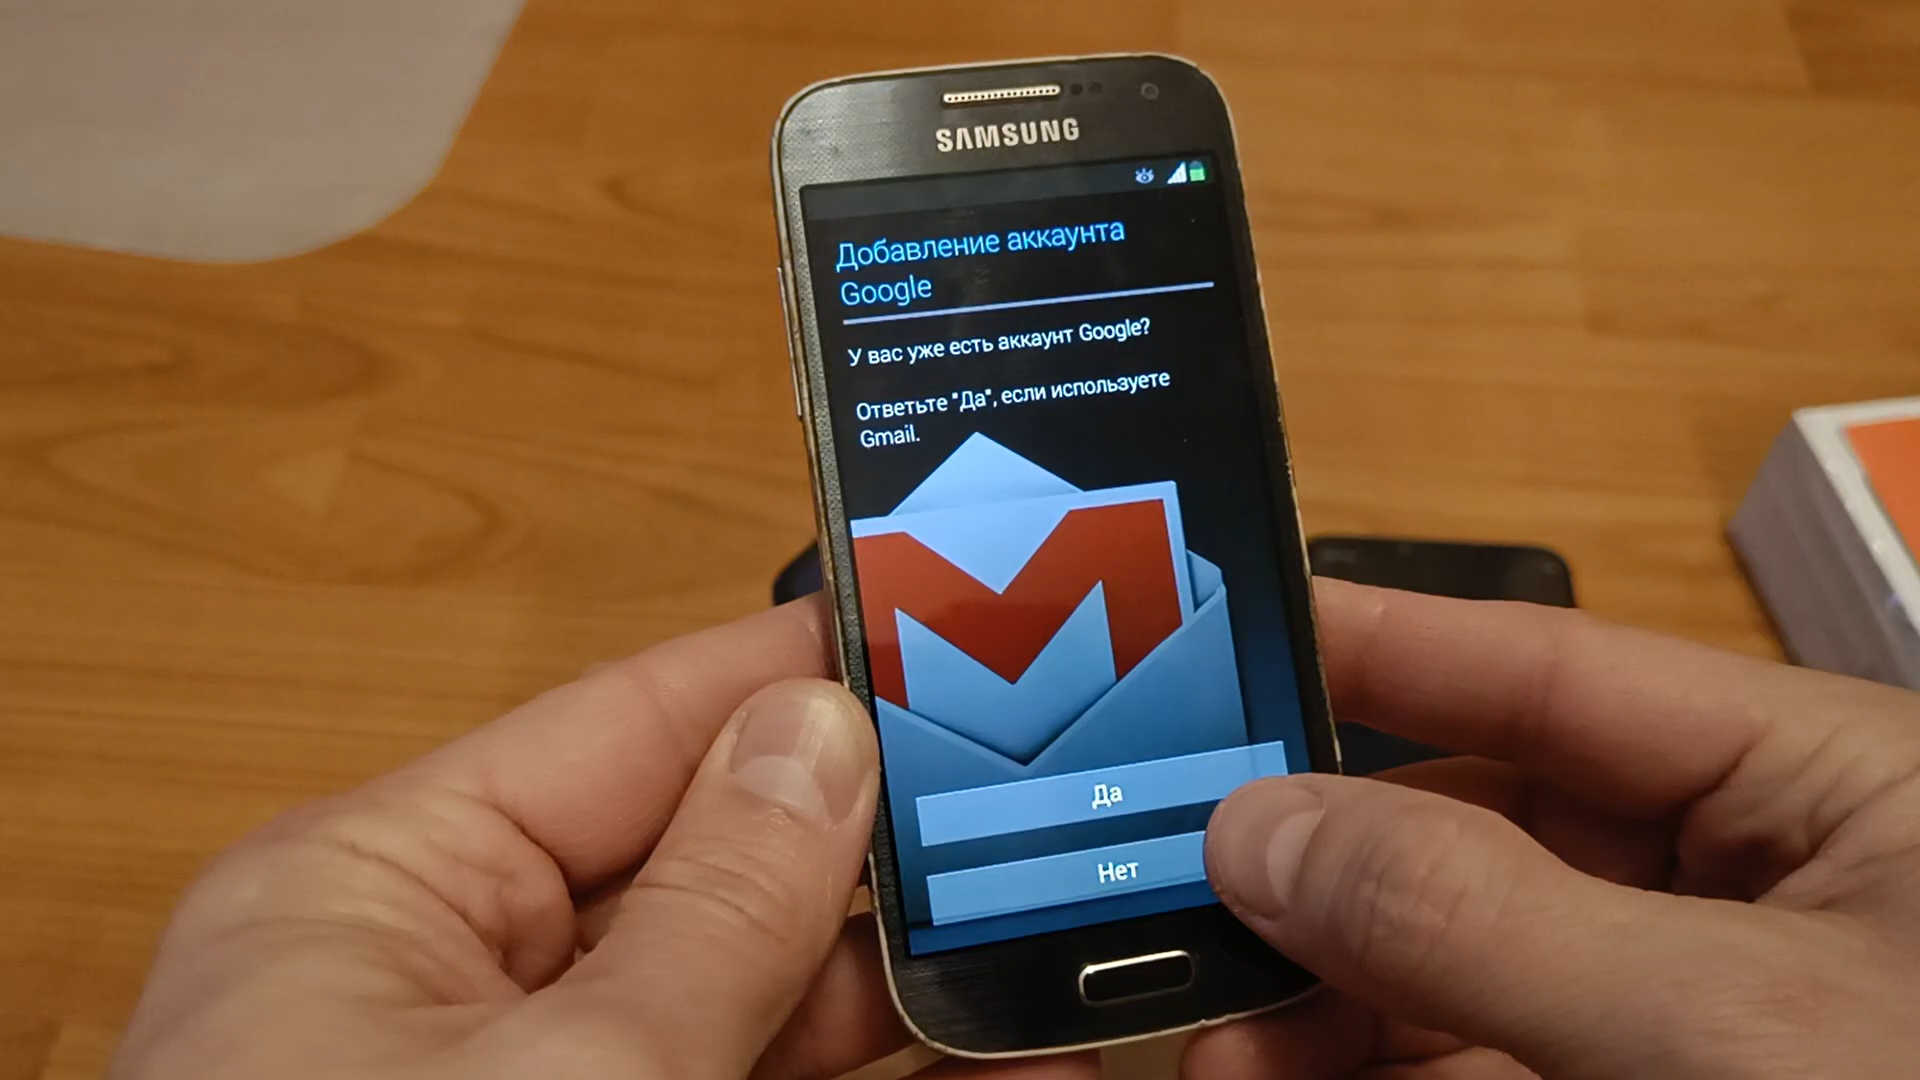 SAMSUNG
Добавление аккаунта
Google
У вас уже есть аккаунт Google?
Ответьте "Да", если используете
Gmail.
Да
Нет